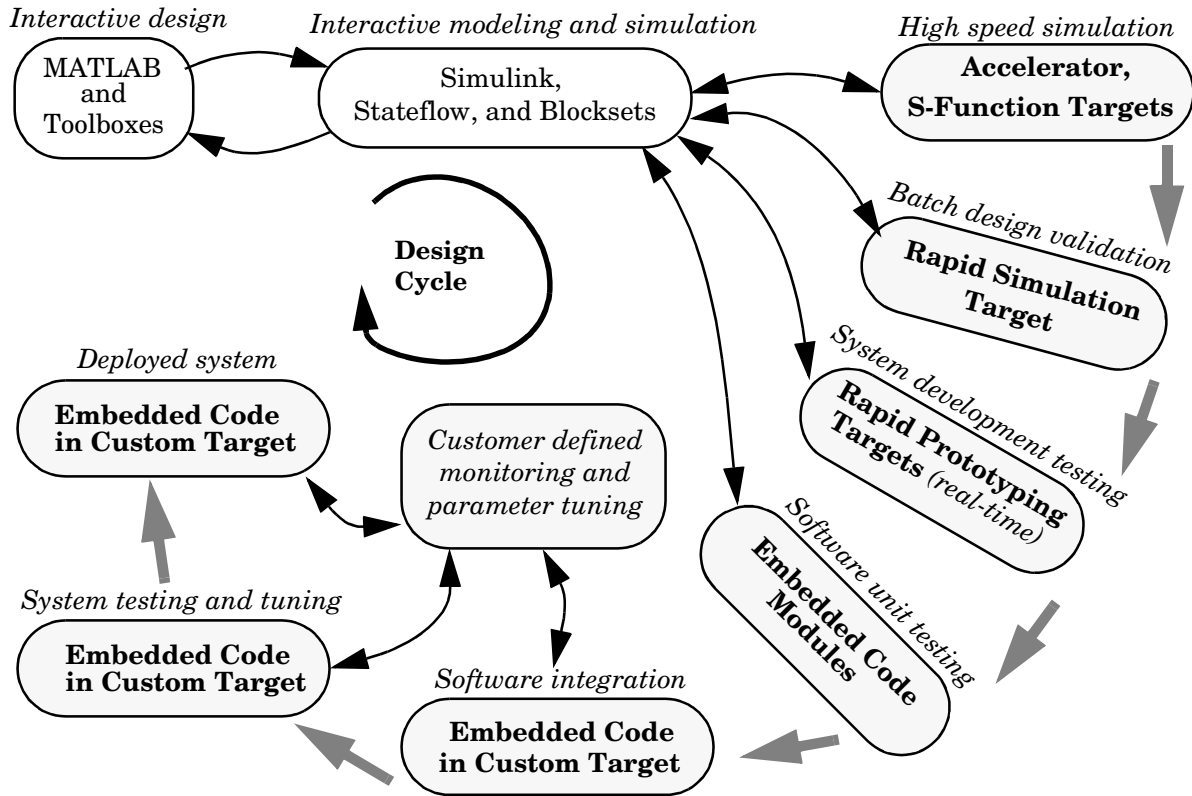 Interactive design
MATLAB
and
Toolboxes
Interactive modeling and simulation
Simulink,
Stateflow, and Blocksets
High speed simulation
Accelerator,
S-Function Targets
Batch design validation
Rapid Simulation
Target
System development testing
Rapid Prototyping
Targets (real-time)
Software unit testing
Embedded Code
Modules
Design
Cycle
Deployed system
Embedded Code
in Custom Target
Customer defined
monitoring and
parameter tuning
System testing and tuning
Embedded Code
in Custom Target
Software integration
Embedded Code
in Custom Target